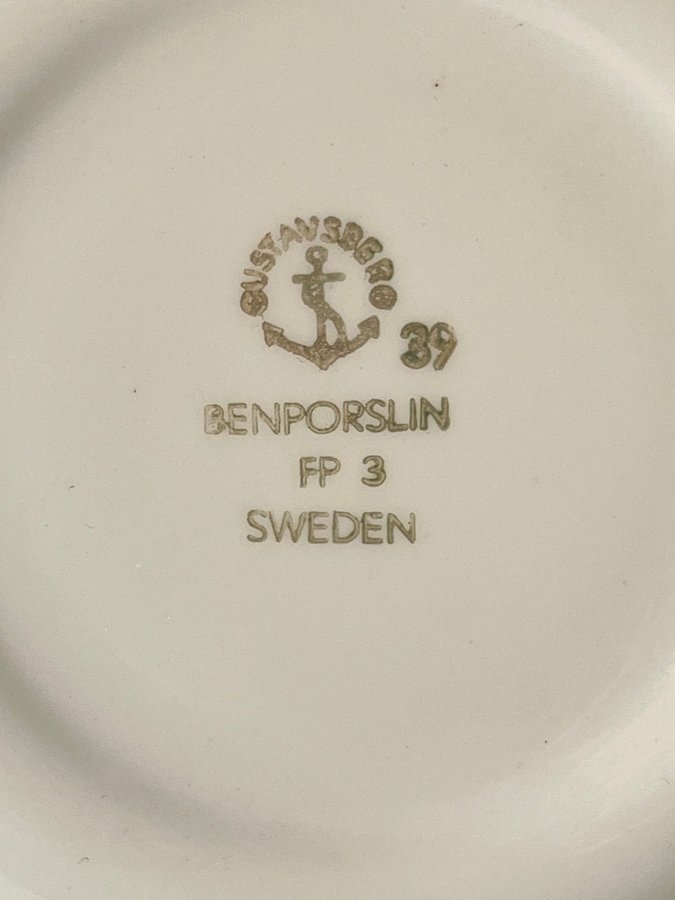 GUSTAVSBERG
39
BENPORSLIN
FP 3
SWEDEN